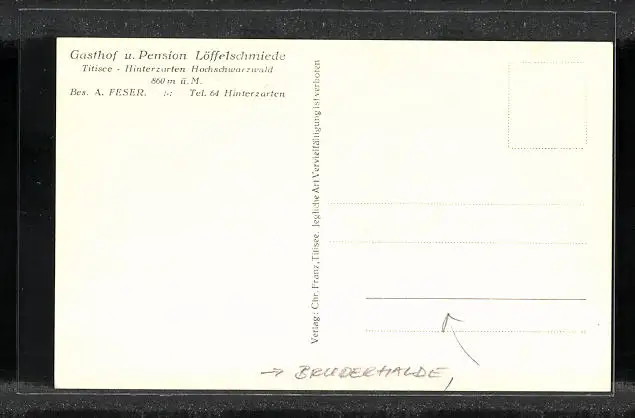 Gasthof u. Pension Löffelschmiede
Titisee - Hinterzarten Hochschwarzwald
860 m ü. M.
Bes. A. FESER. :-: Tel. 64 Hinterzarten
Verlag: Chr. Franz, Titisee. Jegliche Art Vervielfältigung ist verboten
→ BRUDERHALDE,